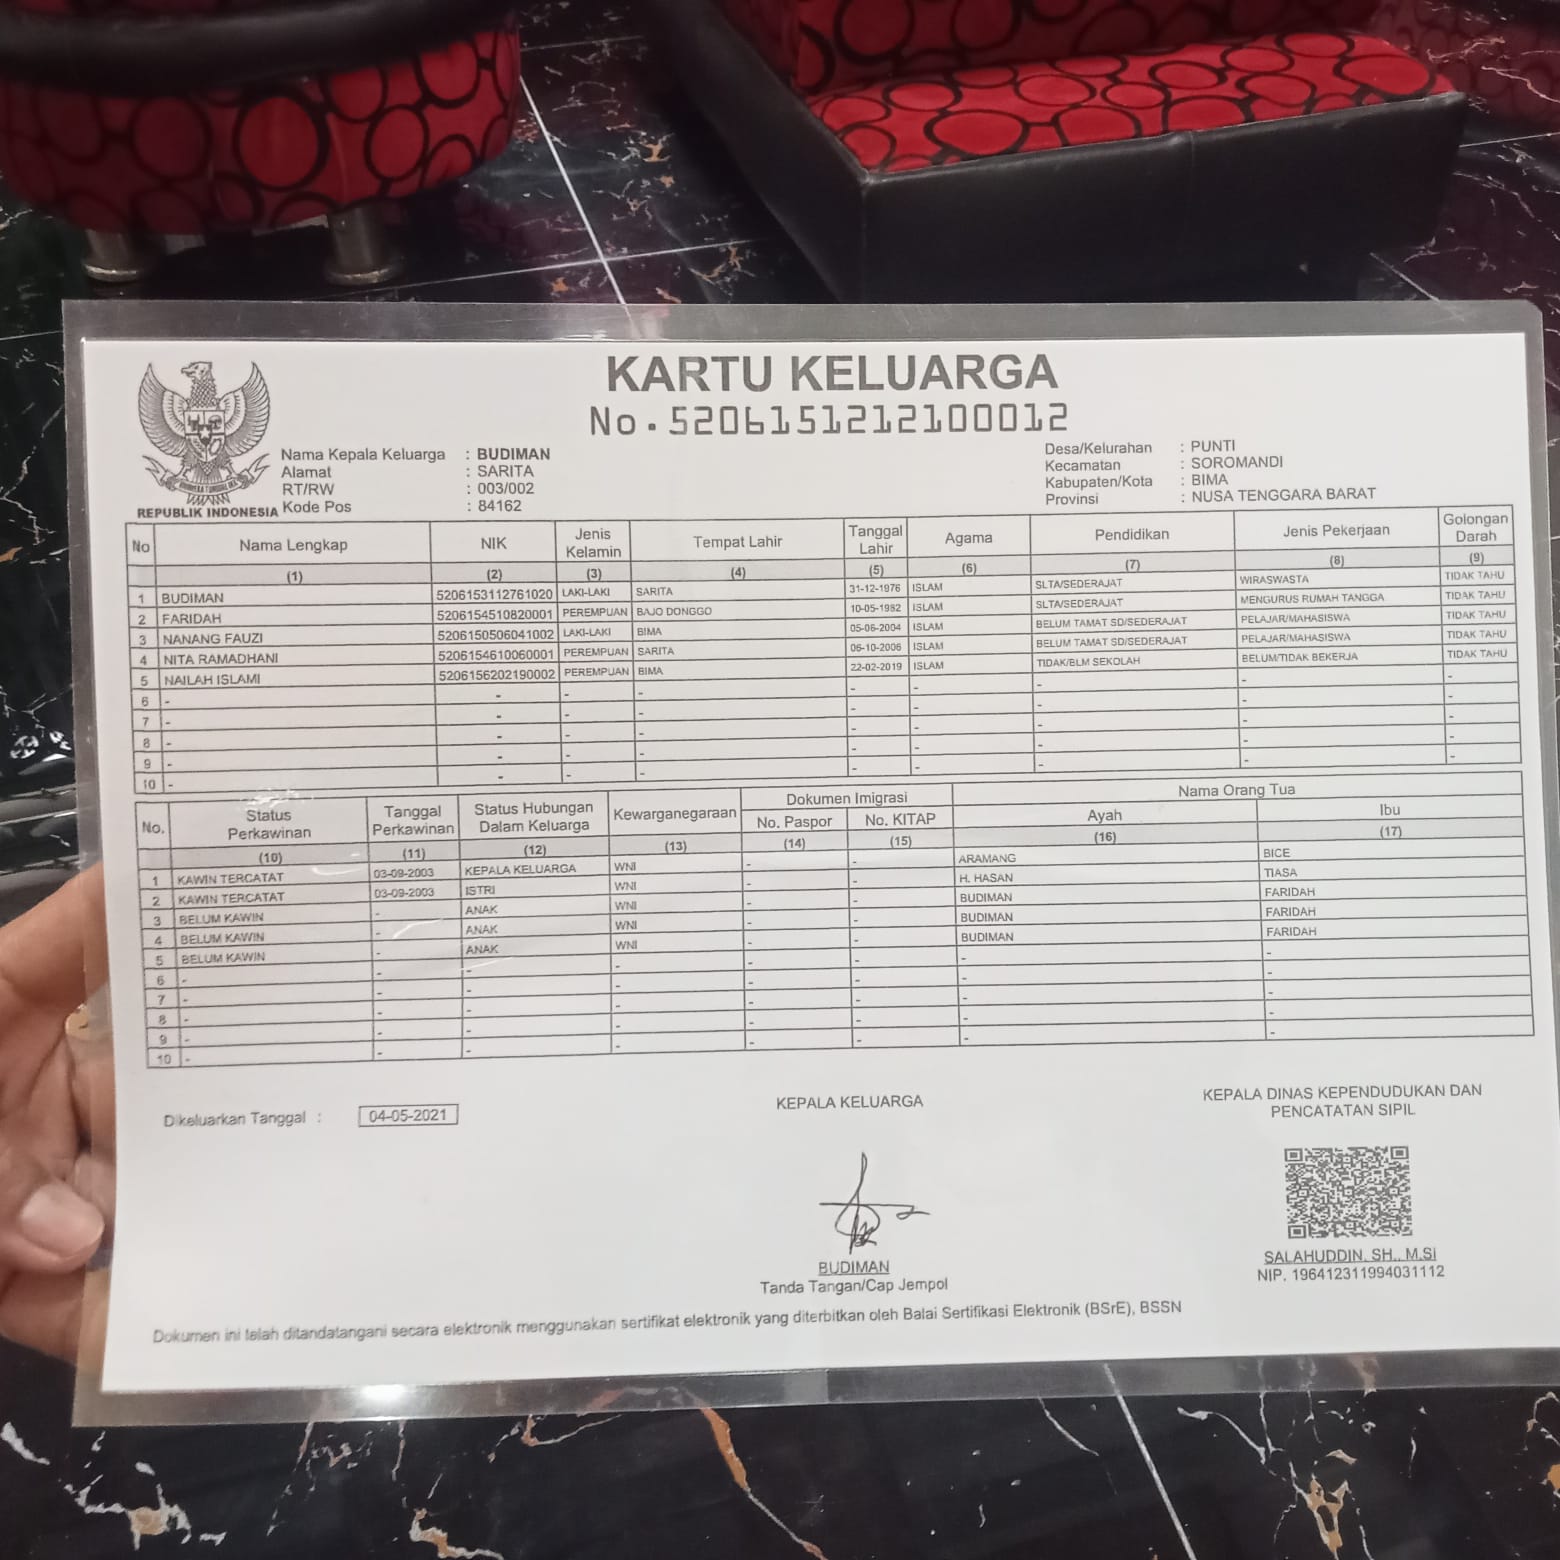 KARTU KELUARGA
No. 5206151212100012
Nama Kepala Keluarga : BUDIMAN
Alamat : SARITA
RT/RW : 003/002
Kode Pos : 84162
Desa/Kelurahan : PUNTI
Kecamatan : SOROMANDI
Kabupaten/Kota : BIMA
Provinsi : NUSA TENGGARA BARAT
REPUBLIK INDONESIA
No Nama Lengkap NIK Jenis Kelamin Tempat Lahir Tanggal Lahir Agama Pendidikan Jenis Pekerjaan Golongan Darah
(1) (2) (3) (4) (5) (6) (7) (8) (9)
1 BUDIMAN 5206153112761020 LAKI-LAKI SARITA 31-12-1976 ISLAM SLTA/SEDERAJAT WIRASWASTA TIDAK TAHU
2 FARIDAH 5206154510820001 PEREMPUAN BAJO DONGGO 10-05-1982 ISLAM SLTA/SEDERAJAT MENGURUS RUMAH TANGGA TIDAK TAHU
3 NANANG FAUZI 5206150506041002 LAKI-LAKI BIMA 05-06-2004 ISLAM BELUM TAMAT SD/SEDERAJAT PELAJAR/MAHASISWA TIDAK TAHU
4 NITA RAMADHANI 5206154610060001 PEREMPUAN SARITA 06-10-2006 ISLAM BELUM TAMAT SD/SEDERAJAT PELAJAR/MAHASISWA TIDAK TAHU
5 NAILAH ISLAMI 5206156202190002 PEREMPUAN BIMA 22-02-2019 ISLAM TIDAK/BLM SEKOLAH BELUM/TIDAK BEKERJA TIDAK TAHU
6 - - - - - - - - -
7 - - - - - - - - -
8 - - - - - - - - -
9 - - - - - - - - -
10 - - - - - - - - -
No. Status Perkawinan Tanggal Perkawinan Status Hubungan Dalam Keluarga Kewarganegaraan Dokumen Imigrasi Nama Orang Tua
No. Paspor No. KITAP Ayah Ibu
(10) (11) (12) (13) (14) (15) (16) (17)
1 KAWIN TERCATAT 03-09-2003 KEPALA KELUARGA WNI - - ARAMANG BICE
2 KAWIN TERCATAT 03-09-2003 ISTRI WNI - - H. HASAN TIASA
3 BELUM KAWIN - ANAK WNI - - BUDIMAN FARIDAH
4 BELUM KAWIN - ANAK WNI - - BUDIMAN FARIDAH
5 BELUM KAWIN - ANAK WNI - - BUDIMAN FARIDAH
6 - - - - - - - -
7 - - - - - - - -
8 - - - - - - - -
9 - - - - - - - -
10 - - - - - - - -
Dikeluarkan Tanggal : 04-05-2021
KEPALA KELUARGA
BUDIMAN
Tanda Tangan/Cap Jempol
KEPALA DINAS KEPENDUDUKAN DAN
PENCATATAN SIPIL
SALAHUDDIN, SH., M.Si
NIP. 196412311994031112
Dokumen ini telah ditandatangani secara elektronik menggunakan sertifikat elektronik yang diterbitkan oleh Balai Sertifikasi Elektronik (BSrE), BSSN